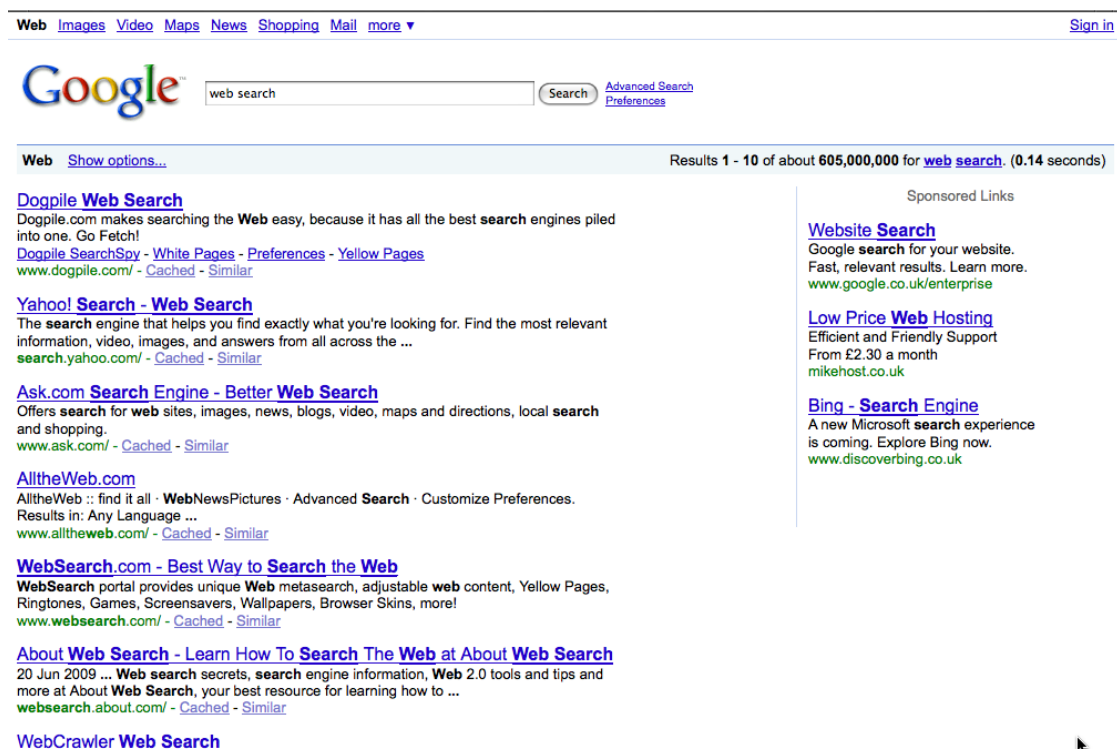 Web Images Video Maps News Shopping Mail more ▼ Sign in
Google™ web search Search Advanced Search
Preferences
Web Show options... Results 1 - 10 of about 605,000,000 for web search. (0.14 seconds)
Dogpile Web Search
Dogpile.com makes searching the Web easy, because it has all the best search engines piled
into one. Go Fetch!
Dogpile SearchSpy - White Pages - Preferences - Yellow Pages
www.dogpile.com/ - Cached - Similar
Yahoo! Search - Web Search
The search engine that helps you find exactly what you're looking for. Find the most relevant
information, video, images, and answers from all across the ...
search.yahoo.com/ - Cached - Similar
Ask.com Search Engine - Better Web Search
Offers search for web sites, images, news, blogs, video, maps and directions, local search
and shopping.
www.ask.com/ - Cached - Similar
AlltheWeb.com
AlltheWeb :: find it all · WebNewsPictures · Advanced Search · Customize Preferences.
Results in: Any Language ...
www.alltheweb.com/ - Cached - Similar
WebSearch.com - Best Way to Search the Web
WebSearch portal provides unique Web metasearch, adjustable web content, Yellow Pages,
Ringtones, Games, Screensavers, Wallpapers, Browser Skins, more!
www.websearch.com/ - Cached - Similar
About Web Search - Learn How To Search The Web at About Web Search
20 Jun 2009 ... Web search secrets, search engine information, Web 2.0 tools and tips and
more at About Web Search, your best resource for learning how to ...
websearch.about.com/ - Cached - Similar
WebCrawler Web Search
Sponsored Links
Website Search
Google search for your website.
Fast, relevant results. Learn more.
www.google.co.uk/enterprise
Low Price Web Hosting
Efficient and Friendly Support
From £2.30 a month
mikehost.co.uk
Bing - Search Engine
A new Microsoft search experience
is coming. Explore Bing now.
www.discoverbing.co.uk